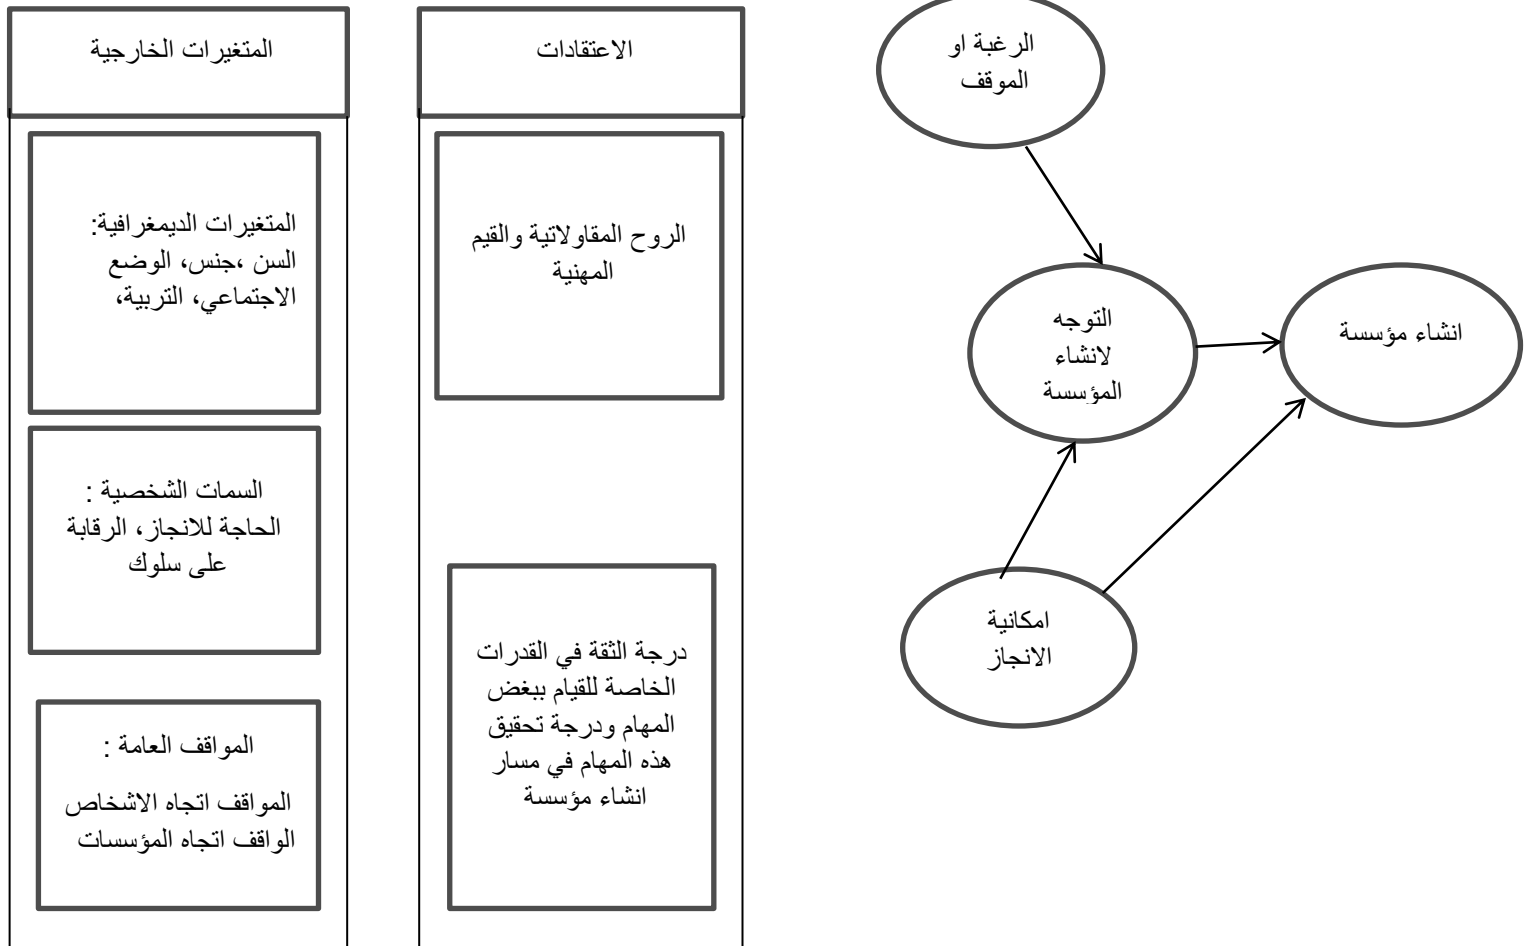 المتغيرات الخارجية
الاعتقادات
الرغبة او
الموقف
المتغيرات الديمغرافية:
السن ،جنس، الوضع
الاجتماعي، التربية،
الروح المقاولاتية والقيم
المهنية
التوجه
لانشاء
المؤسسة
انشاء مؤسسة
السمات الشخصية :
الحاجة للانجاز، الرقابة
على سلوك
درجة الثقة في القدرات
الخاصة للقيام ببغض
المهام ودرجة تحقيق
هذه المهام في مسار
انشاء مؤسسة
امكانية
الانجاز
المواقف العامة :
المواقف اتجاه الاشخاص
الواقف اتجاه المؤسسات